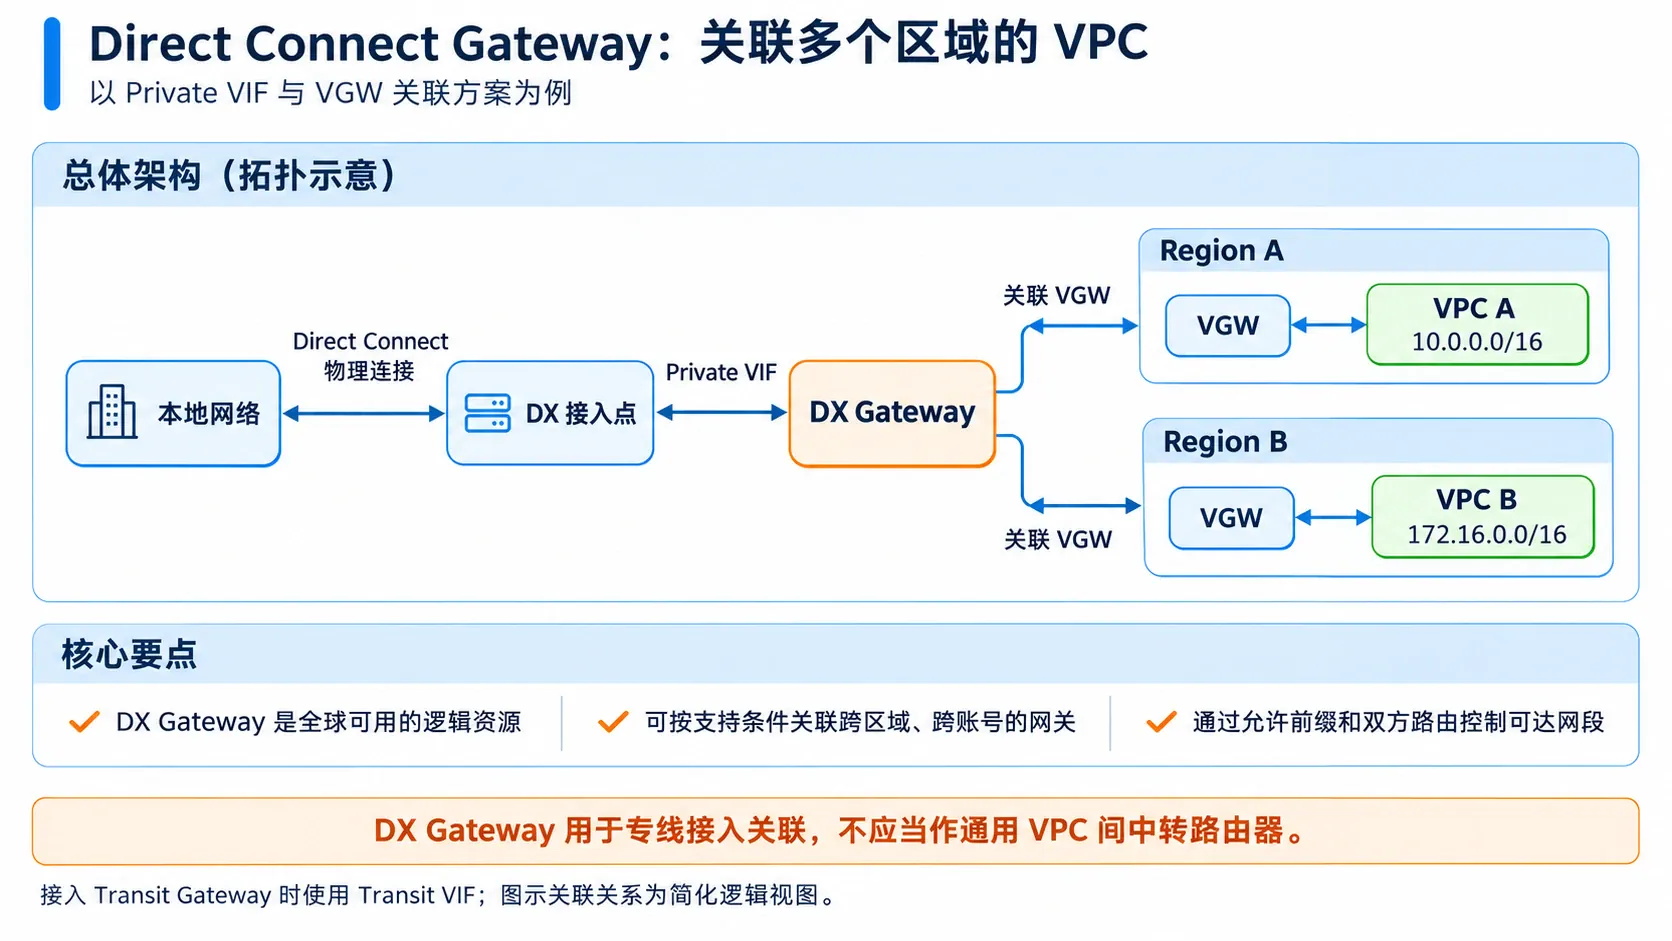 Direct Connect Gateway：关联多个区域的 VPC
以 Private VIF 与 VGW 关联方案为例
总体架构（拓扑示意）
本地网络
Direct Connect
物理连接
DX 接入点
Private VIF
DX Gateway
关联 VGW
Region A
VGW
VPC A
10.0.0.0/16
关联 VGW
Region B
VGW
VPC B
172.16.0.0/16
核心要点
DX Gateway 是全球可用的逻辑资源
可按支持条件关联跨区域、跨账号的网关
通过允许前缀和双方路由控制可达网段
DX Gateway 用于专线接入关联，不应当作通用 VPC 间中转路由器。
接入 Transit Gateway 时使用 Transit VIF；图示关联关系为简化逻辑视图。